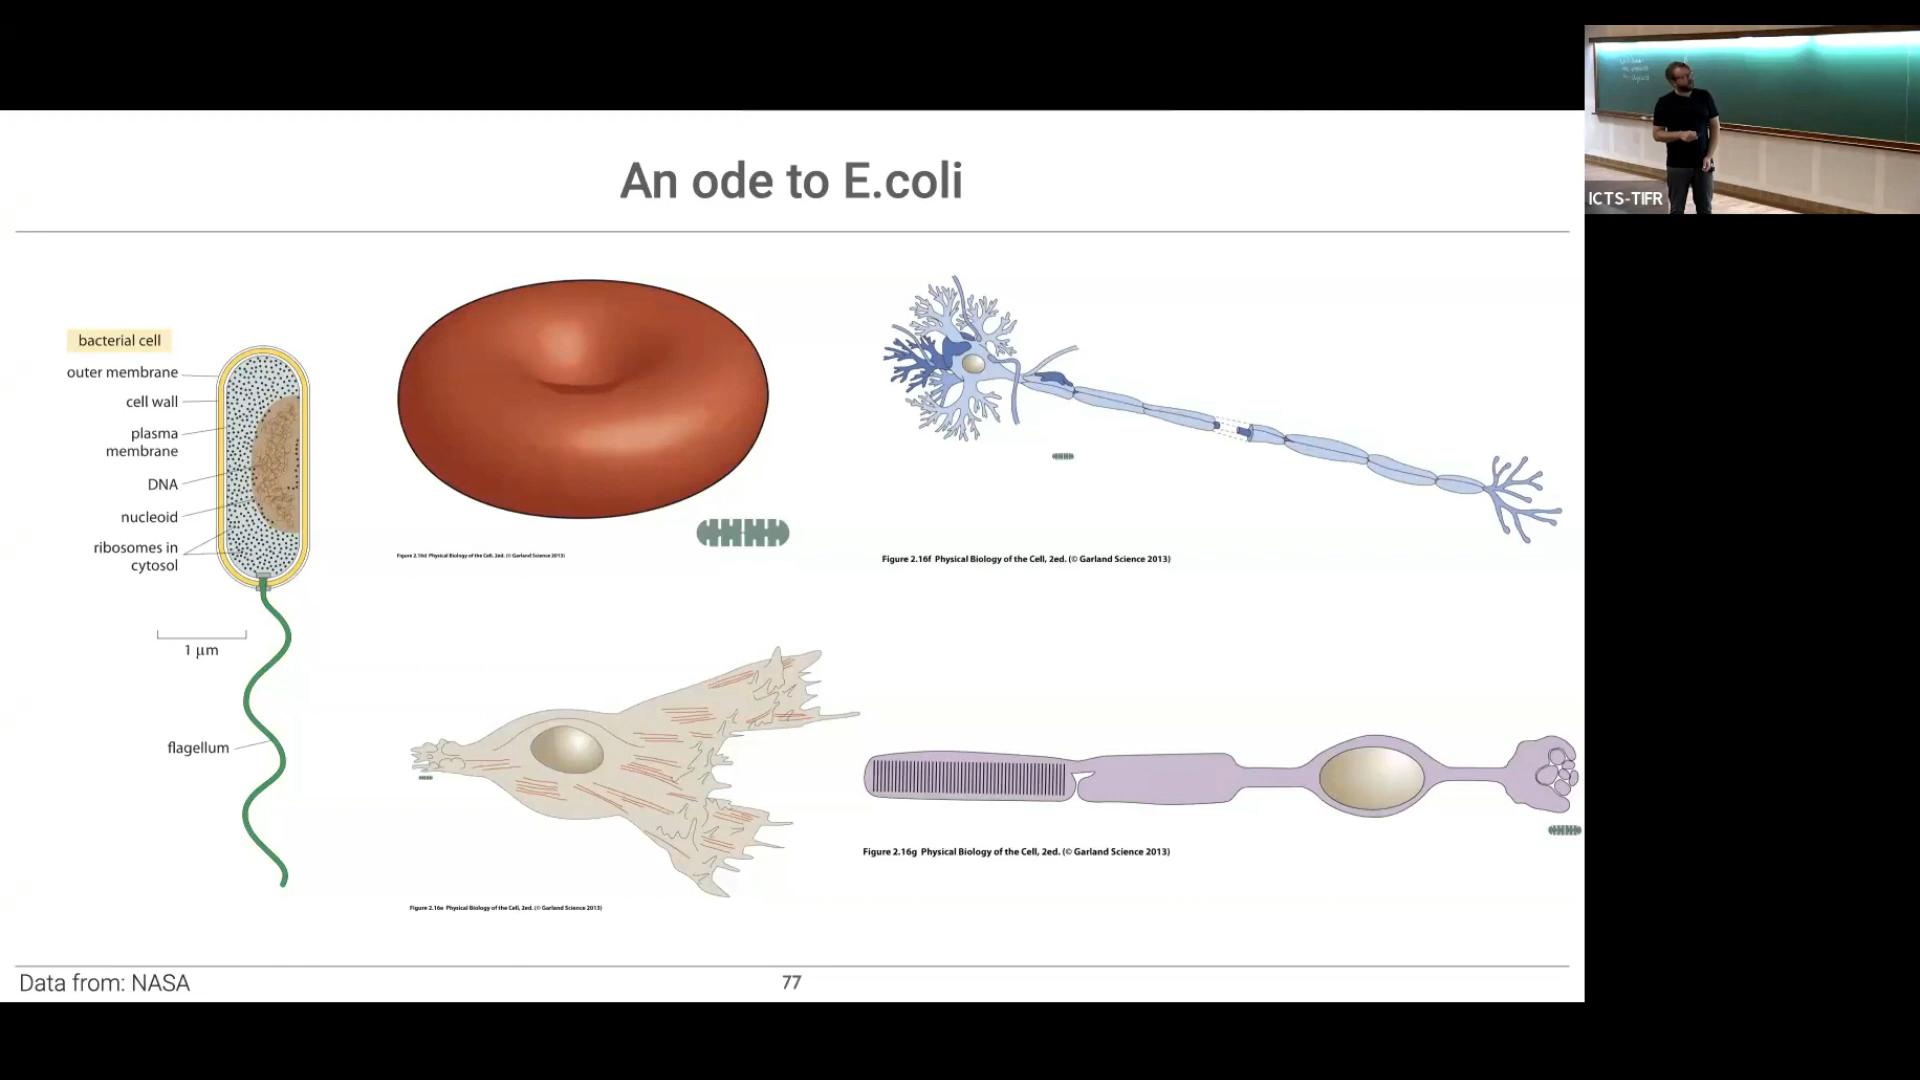 An ode to E.coli
bacterial cell
outer membrane
cell wall
plasma
membrane
DNA
nucleoid
ribosomes in
cytosol
1 µm
flagellum
Figure 2.16d Physical Biology of the Cell, 2ed. (© Garland Science 2013)
Figure 2.16f Physical Biology of the Cell, 2ed. (© Garland Science 2013)
Figure 2.16e Physical Biology of the Cell, 2ed. (© Garland Science 2013)
Figure 2.16g Physical Biology of the Cell, 2ed. (© Garland Science 2013)
Data from: NASA
77
ICTS-TIFR